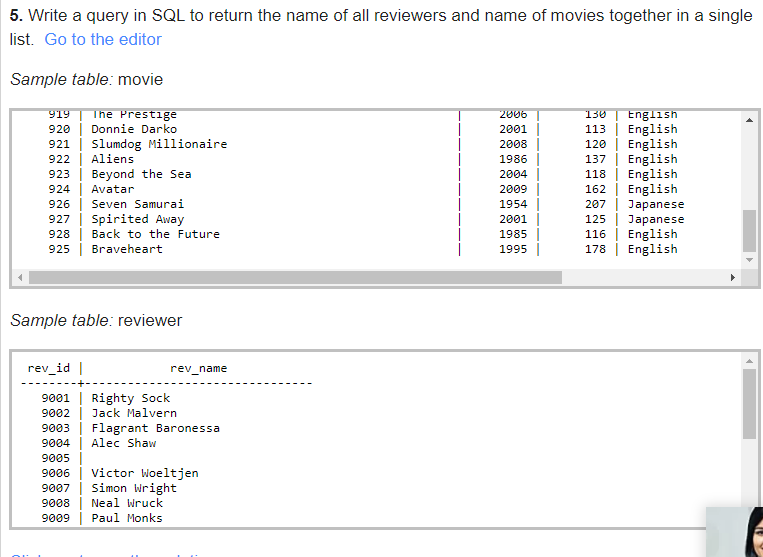 5. Write a query in SQL to return the name of all reviewers and name of movies together in a single
list. Go to the editor
Sample table: movie
919 | The Prestige | 2006 | 130 | English
920 | Donnie Darko | 2001 | 113 | English
921 | Slumdog Millionaire | 2008 | 120 | English
922 | Aliens | 1986 | 137 | English
923 | Beyond the Sea | 2004 | 118 | English
924 | Avatar | 2009 | 162 | English
926 | Seven Samurai | 1954 | 207 | Japanese
927 | Spirited Away | 2001 | 125 | Japanese
928 | Back to the Future | 1985 | 116 | English
925 | Braveheart | 1995 | 178 | English
Sample table: reviewer
rev_id | rev_name
--------+--------------------------------
9001 | Righty Sock
9002 | Jack Malvern
9003 | Flagrant Baronessa
9004 | Alec Shaw
9005 |
9006 | Victor Woeltjen
9007 | Simon Wright
9008 | Neal Wruck
9009 | Paul Monks